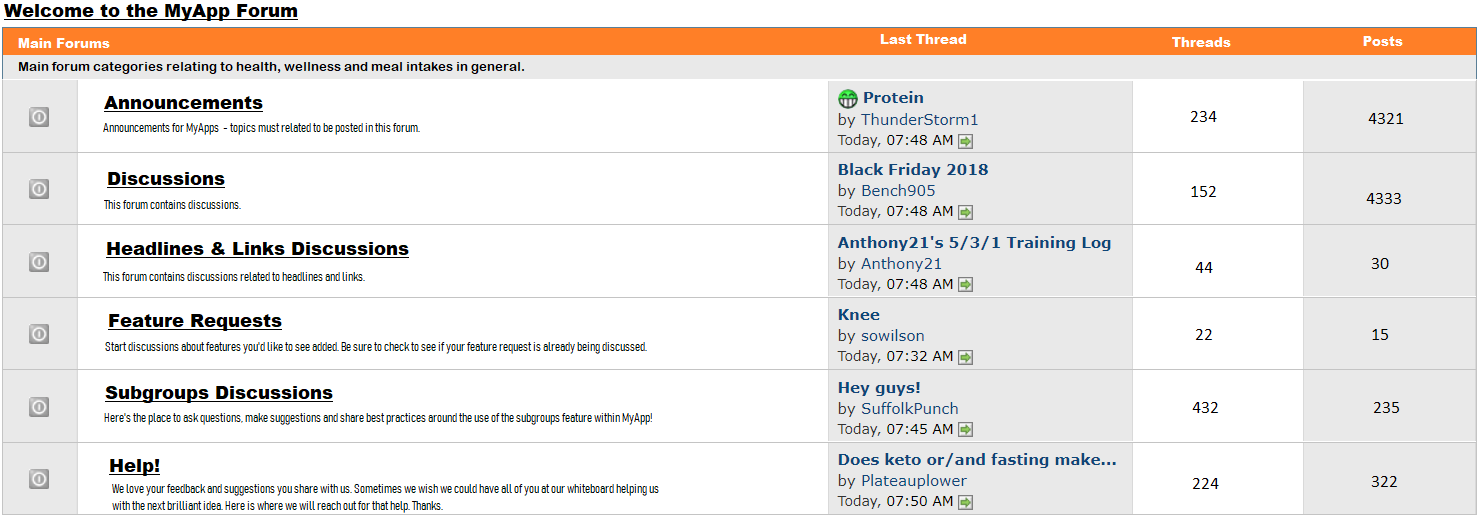 Welcome to the MyApp Forum
Main Forums Last Thread Threads Posts
Main forum categories relating to health, wellness and meal intakes in general.
Announcements
Announcements for MyApps - topics must related to be posted in this forum.
Protein
by ThunderStorm1
Today, 07:48 AM
234
4321
Discussions
This forum contains discussions.
Black Friday 2018
by Bench905
Today, 07:48 AM
152
4333
Headlines & Links Discussions
This forum contains discussions related to headlines and links.
Anthony21's 5/3/1 Training Log
by Anthony21
Today, 07:48 AM
44
30
Feature Requests
Start discussions about features you'd like to see added. Be sure to check to see if your feature request is already being discussed.
Knee
by sowilson
Today, 07:32 AM
22
15
Subgroups Discussions
Here's the place to ask questions, make suggestions and share best practices around the use of the subgroups feature within MyApp!
Hey guys!
by SuffolkPunch
Today, 07:45 AM
432
235
Help!
We love your feedback and suggestions you share with us. Sometimes we wish we could have all of you at our whiteboard helping us
with the next brilliant idea. Here is where we will reach out for that help. Thanks.
Does keto or/and fasting make...
by Plateauplower
Today, 07:50 AM
224
322